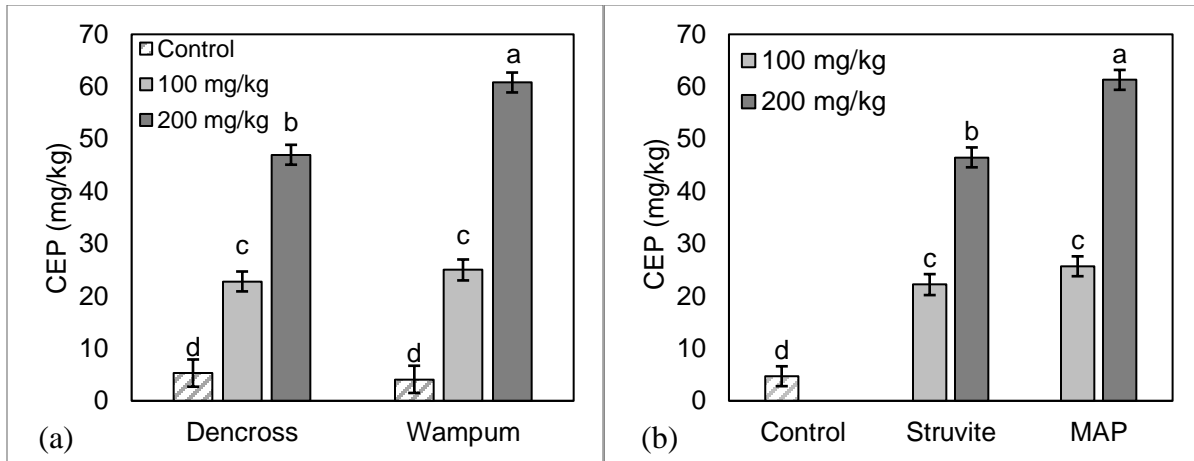 CEP (mg/kg)
70
60
50
40
30
20
10
0
Control
100 mg/kg
200 mg/kg
d
c
b
d
c
a
Dencross
Wampum
(a)
CEP (mg/kg)
70
60
50
40
30
20
10
0
100 mg/kg
200 mg/kg
d
c
b
c
a
Control
Struvite
MAP
(b)